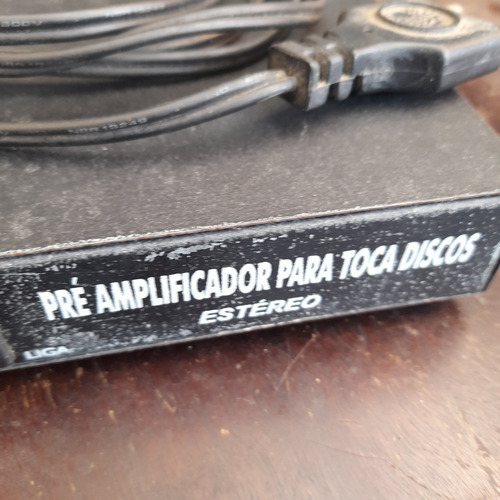 PRÉ AMPLIFICADOR PARA TOCA DISCOS
ESTÉREO
LIGA